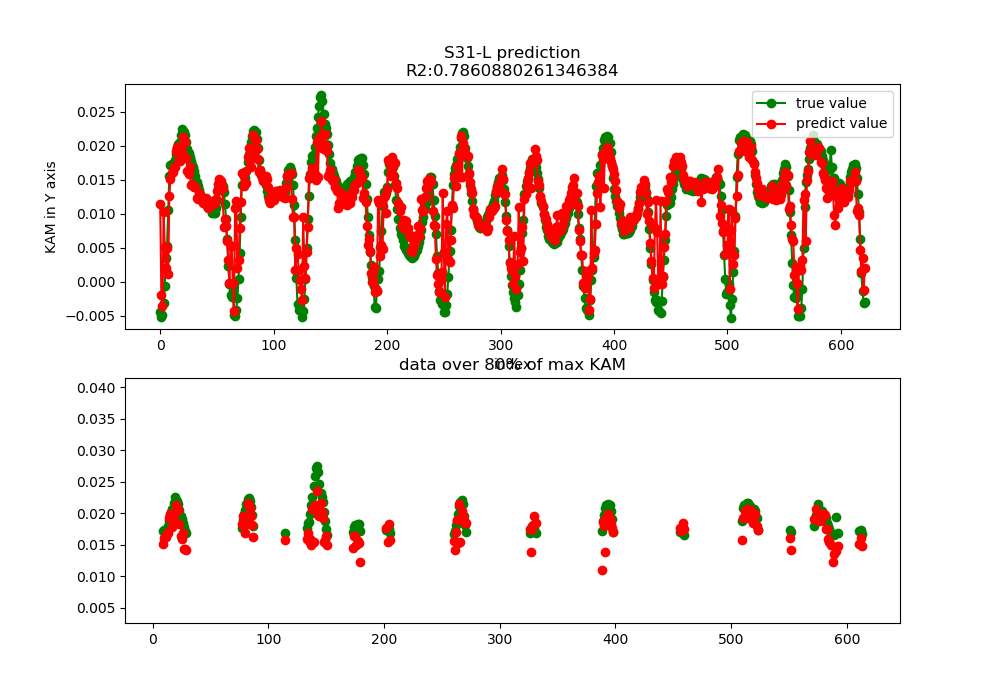 S31-L prediction
R2:0.7860880261346384
true value
predict value
KAM in Y axis
0.025
0.020
0.015
0.010
0.005
0.000
−0.005
0 100 200 300 400 500 600
index
data over 80% of max KAM
0.040
0.035
0.030
0.025
0.020
0.015
0.010
0.005
0 100 200 300 400 500 600